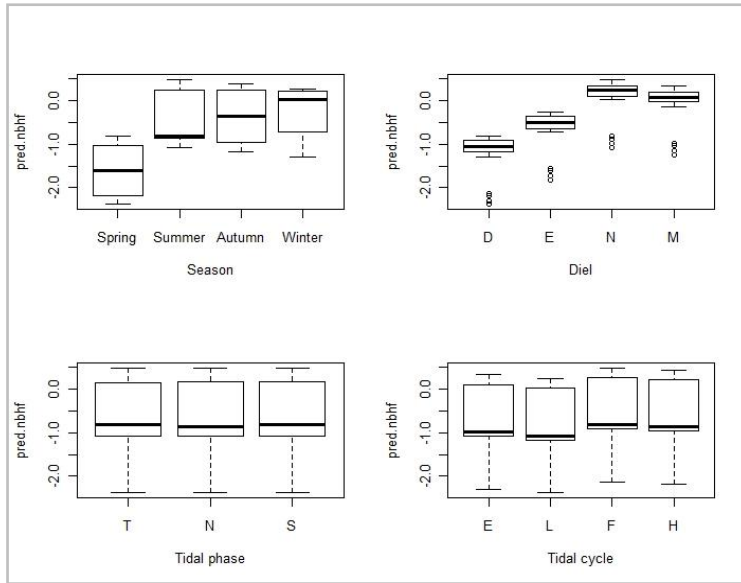 pred.nbhf
0.0
-1.0
-2.0
Spring Summer Autumn Winter
Season
pred.nbhf
0.0
-1.0
-2.0
D E N M
Diel
pred.nbhf
0.0
-1.0
-2.0
T N S
Tidal phase
pred.nbhf
0.0
-1.0
-2.0
E L F H
Tidal cycle